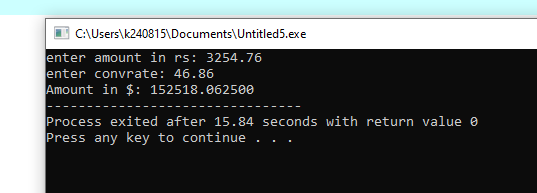 C:\Users\k240815\Documents\Untitled5.exe
enter amount in rs: 3254.76
enter convrate: 46.86
Amount in $: 152518.062500
--------------------------------
Process exited after 15.84 seconds with return value 0
Press any key to continue . . .